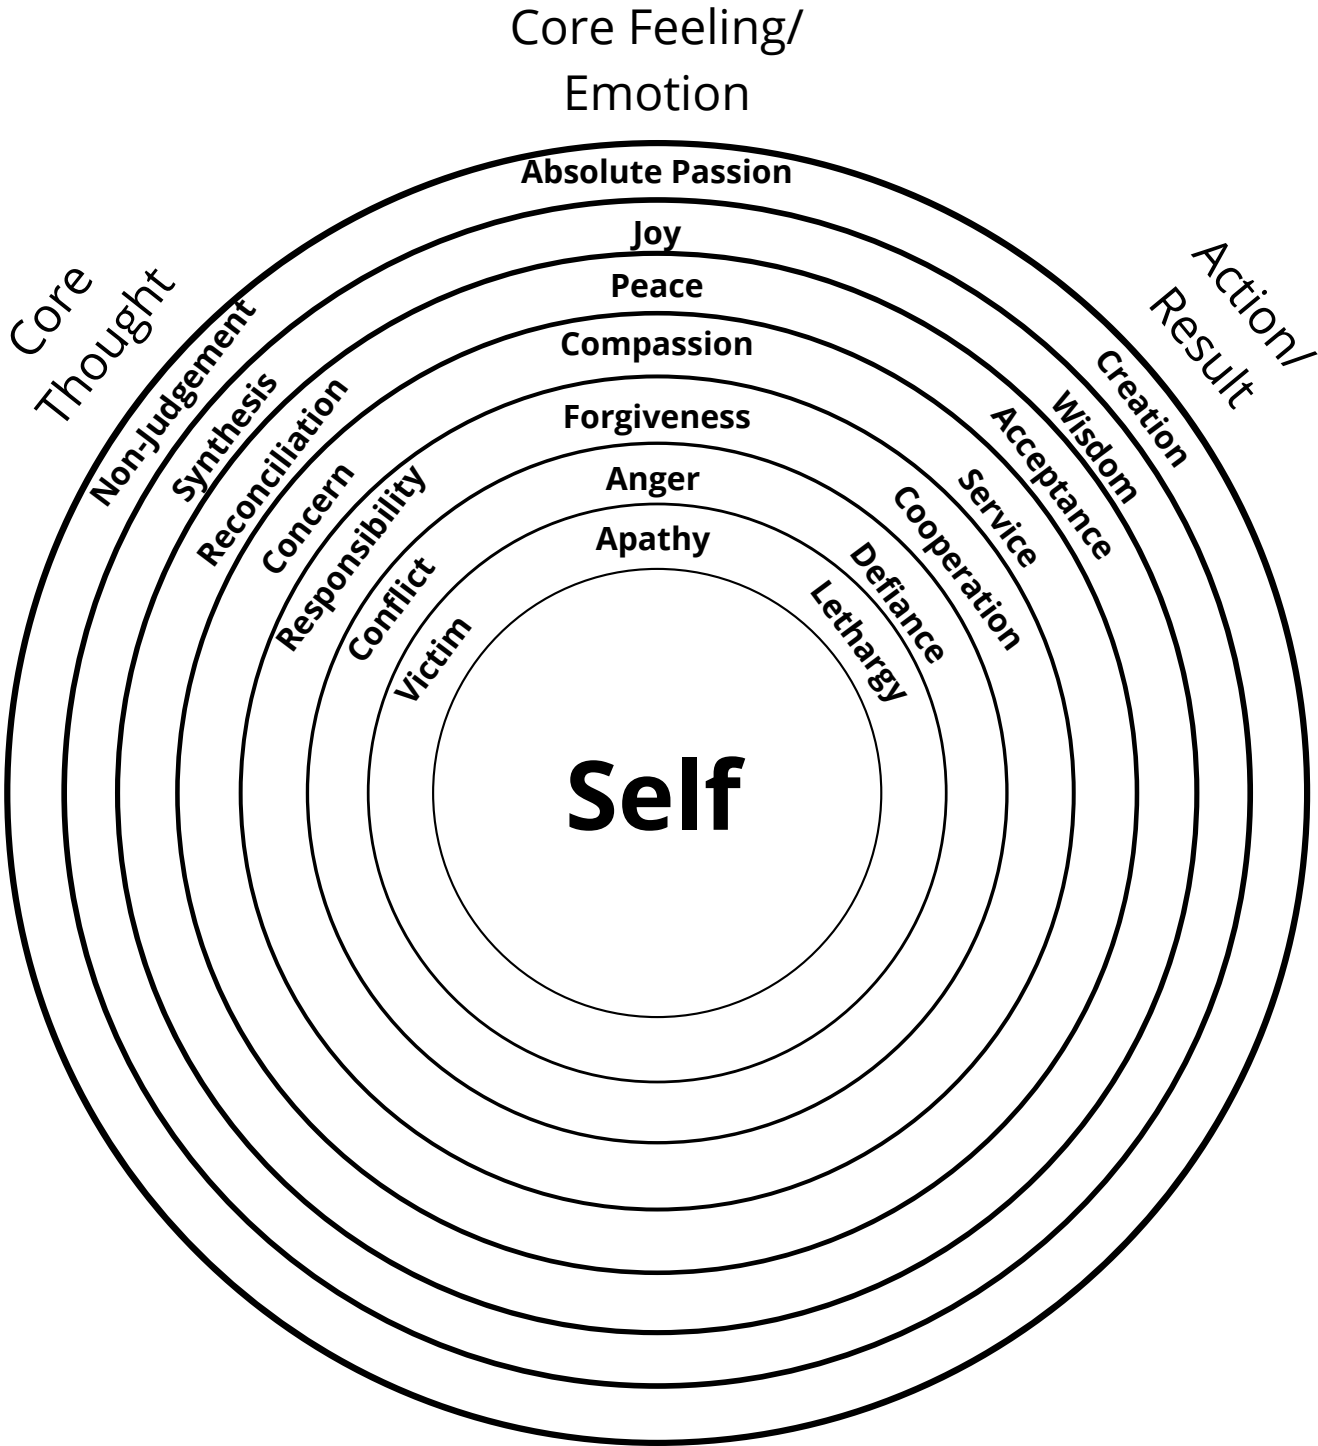 Core Feeling/
Emotion
Core
Thought
Action/
Result
Absolute Passion
Joy
Peace
Compassion
Forgiveness
Anger
Apathy
Non-Judgement
Synthesis
Reconciliation
Concern
Responsibility
Conflict
Victim
Creation
Wisdom
Acceptance
Service
Cooperation
Defiance
Lethargy
Self